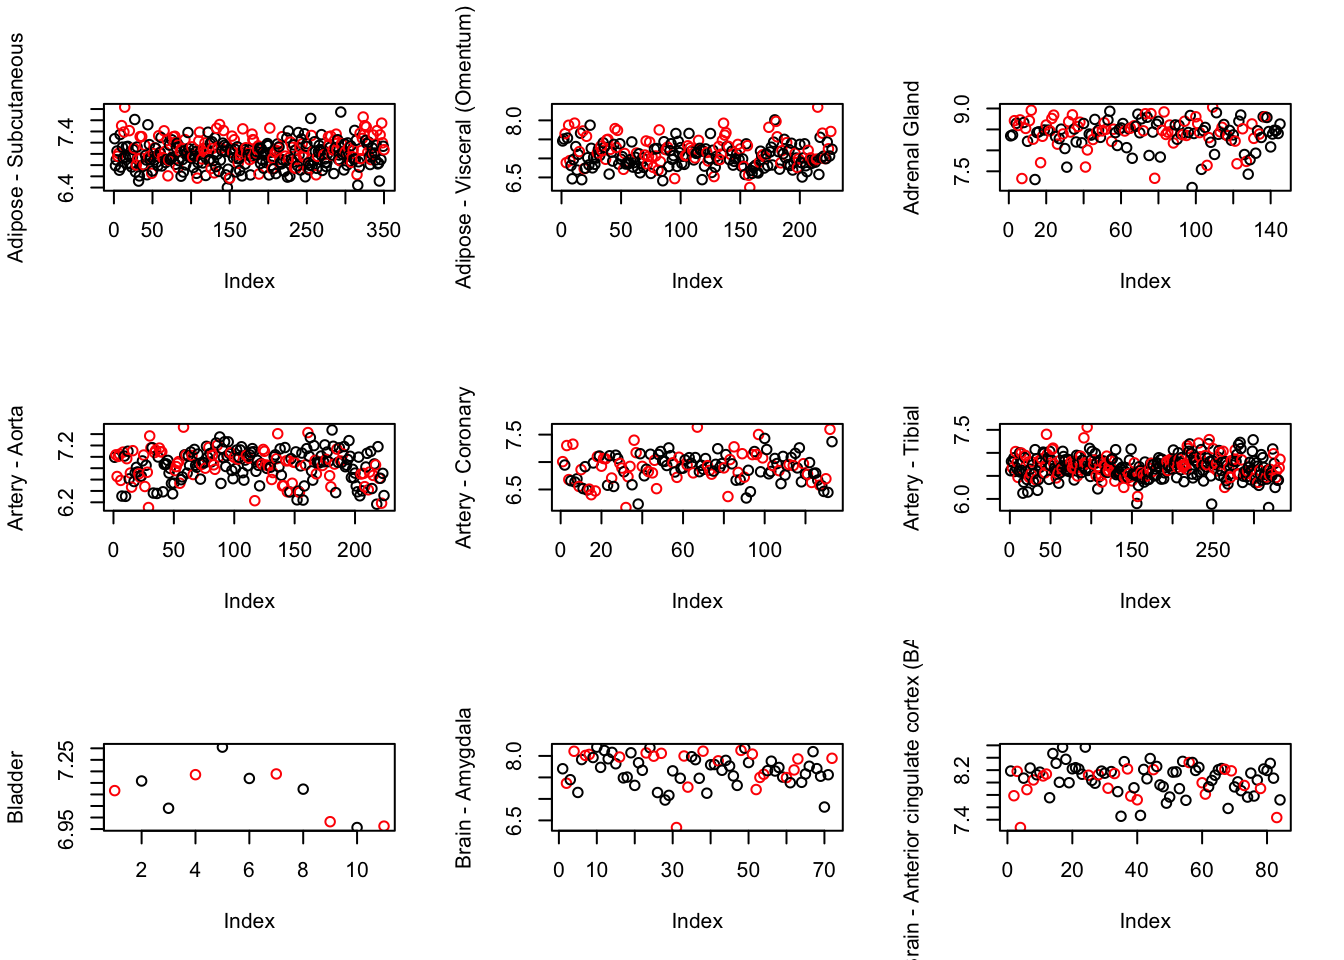 Adipose - Subcutaneous
6.4 7.4
0 50 150 250 350
Index
Adipose - Visceral (Omentum)
6.5 8.0
0 50 100 150 200
Index
Adrenal Gland
7.5 9.0
0 20 60 100 140
Index
Artery - Aorta
6.2 7.2
0 50 100 150 200
Index
Artery - Coronary
6.5 7.5
0 20 60 100
Index
Artery - Tibial
6.0 7.5
0 50 150 250
Index
Bladder
6.95 7.25
2 4 6 8 10
Index
Brain - Amygdala
6.5 8.0
0 10 30 50 70
Index
rain - Anterior cingulate cortex (BA
7.4 8.2
0 20 40 60 80
Index